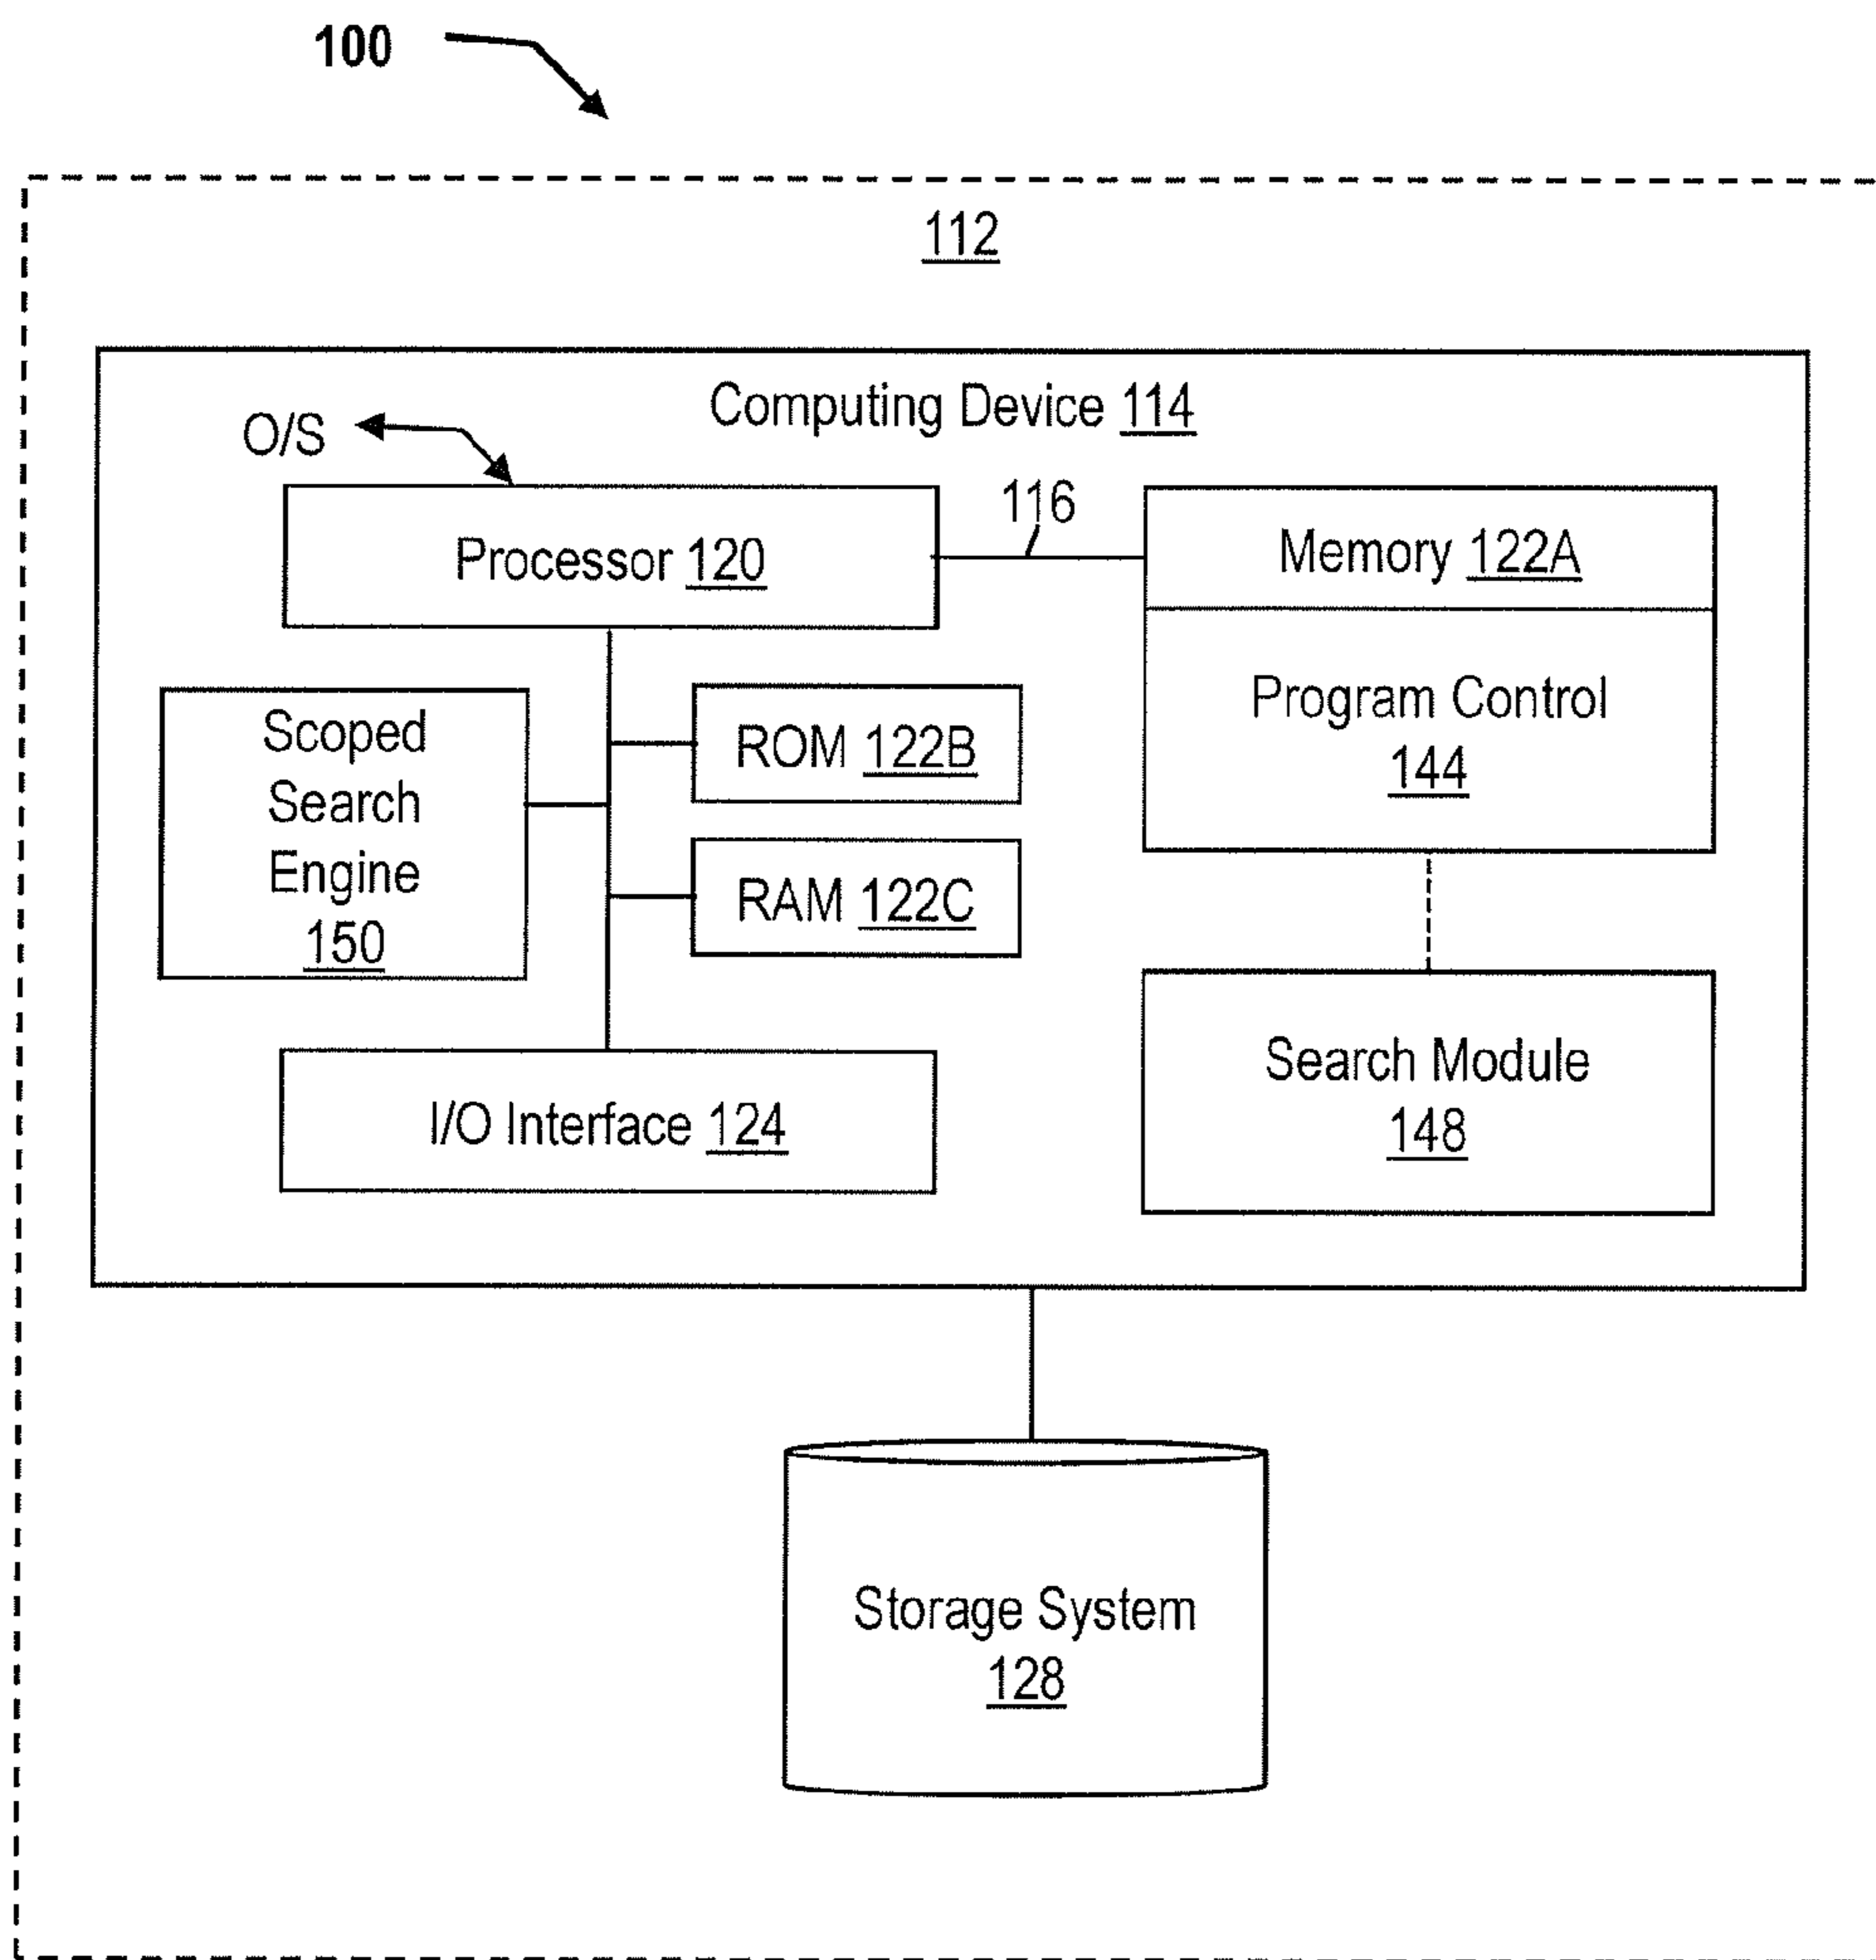 100
112
Computing Device 114
O/S
116
Processor 120
Memory 122A
Program Control
144
Scoped
Search
Engine
150
ROM 122B
RAM 122C
I/O Interface 124
Search Module
148
Storage System
128